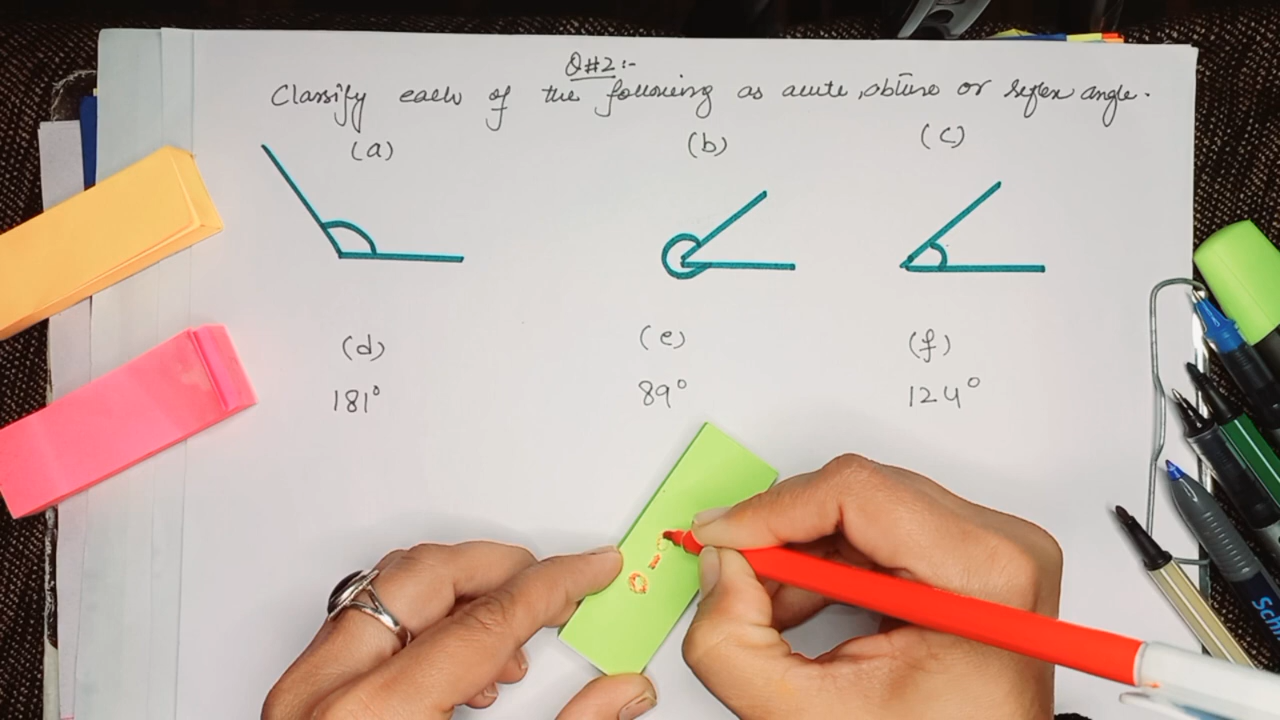 Q#2:-
Classify each of the following as acute, obtuse or reflex angle.
(a) (b) (c)
(d) (e) (f)
181° 89° 124°